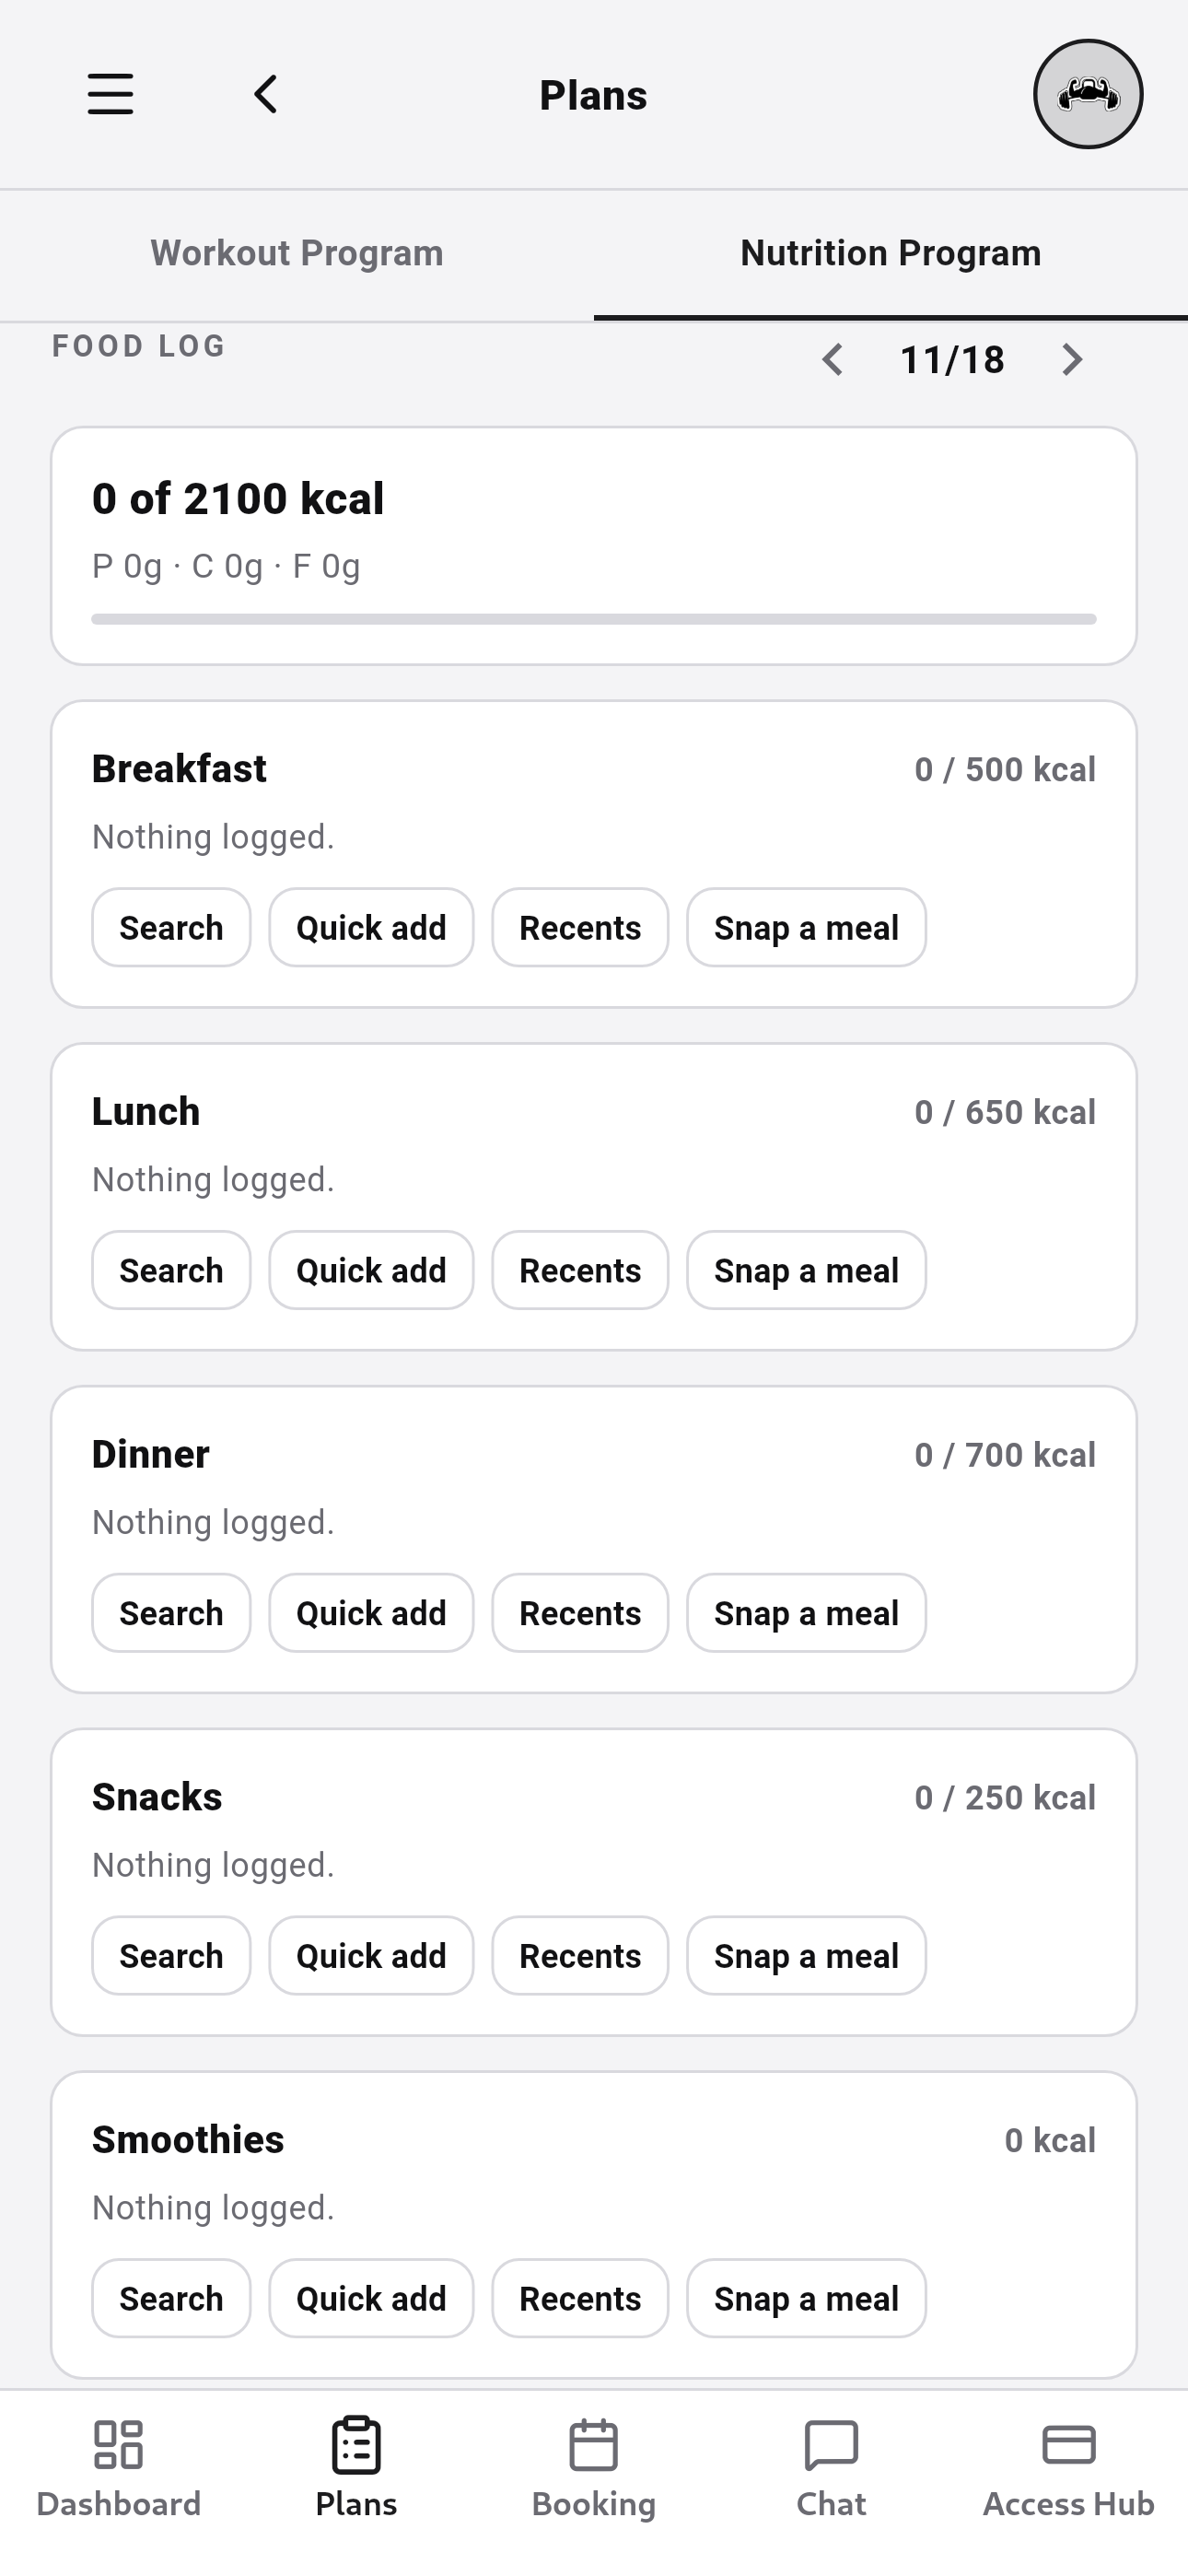 Plans
Workout Program
Nutrition Program
FOOD LOG
11/18
0 of 2100 kcal
P 0g · C 0g · F 0g
Breakfast
0 / 500 kcal
Nothing logged.
Search
Quick add
Recents
Snap a meal
Lunch
0 / 650 kcal
Nothing logged.
Search
Quick add
Recents
Snap a meal
Dinner
0 / 700 kcal
Nothing logged.
Search
Quick add
Recents
Snap a meal
Snacks
0 / 250 kcal
Nothing logged.
Search
Quick add
Recents
Snap a meal
Smoothies
0 kcal
Nothing logged.
Search
Quick add
Recents
Snap a meal
Dashboard
Plans
Booking
Chat
Access Hub